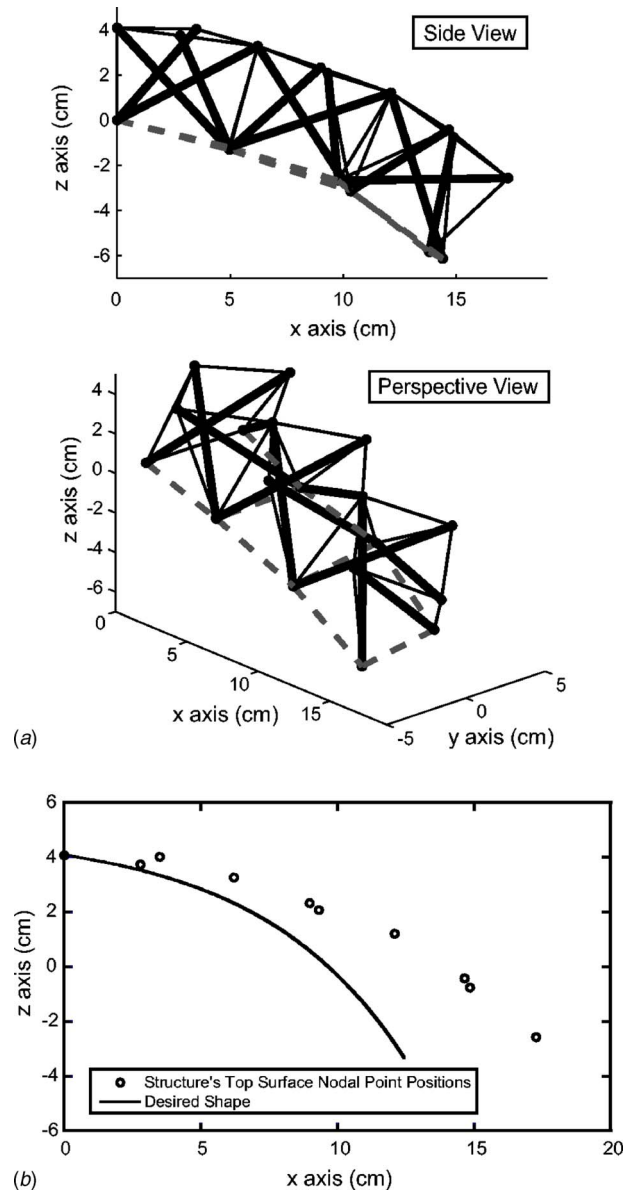 Side View
4
2
0
-2
-4
-6
z axis (cm)
0 5 10 15
x axis (cm)
Perspective View
4
2
0
-2
-4
-6
z axis (cm)
0
5
10
15
x axis (cm)
-5
0
5
y axis (cm)
(a)
6
4
2
0
-2
-4
-6
z axis (cm)
Structure's Top Surface Nodal Point Positions
Desired Shape
0 5 10 15 20
x axis (cm)
(b)